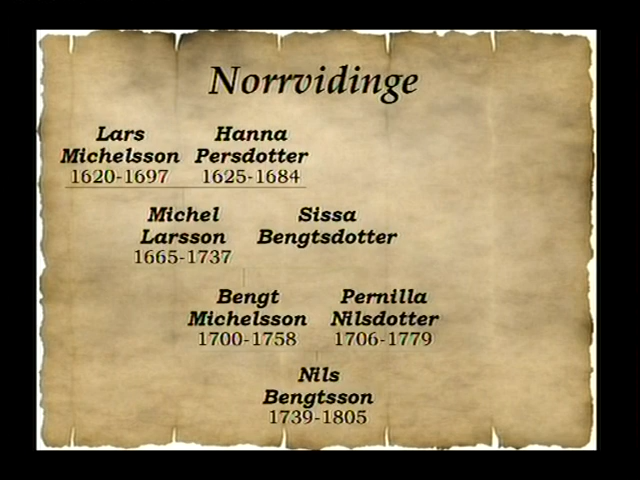 Norrvidinge
Lars Hanna
Michelsson Persdotter
1620-1697 1625-1684
Michel Sissa
Larsson Bengtsdotter
1665-1737
Bengt Pernilla
Michelsson Nilsdotter
1700-1758 1706-1779
Nils
Bengtsson
1739-1805